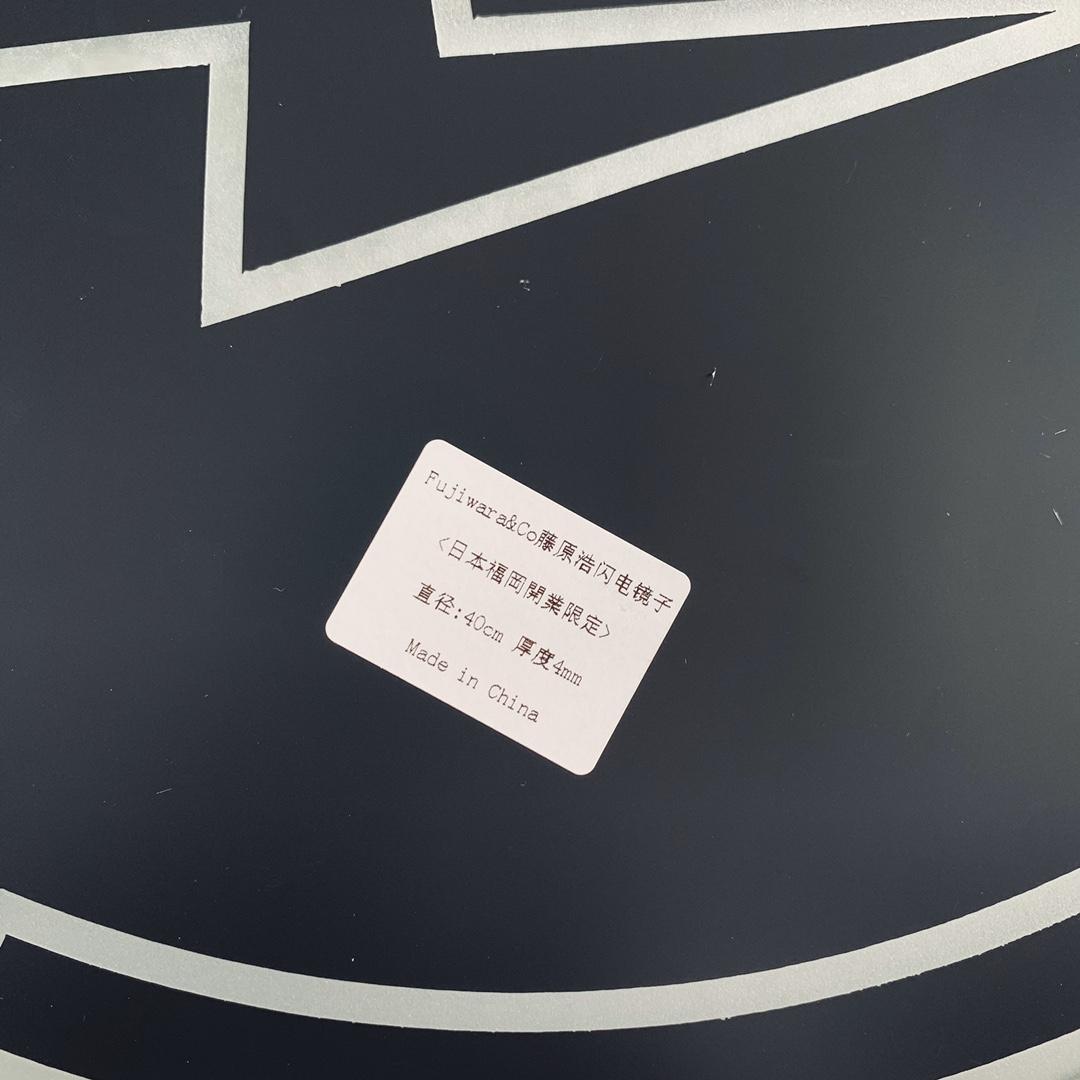 Fujiwara&Co藤原浩闪电镜子
<日本福岡開業限定>
直径:40cm 厚度4mm
Made in China